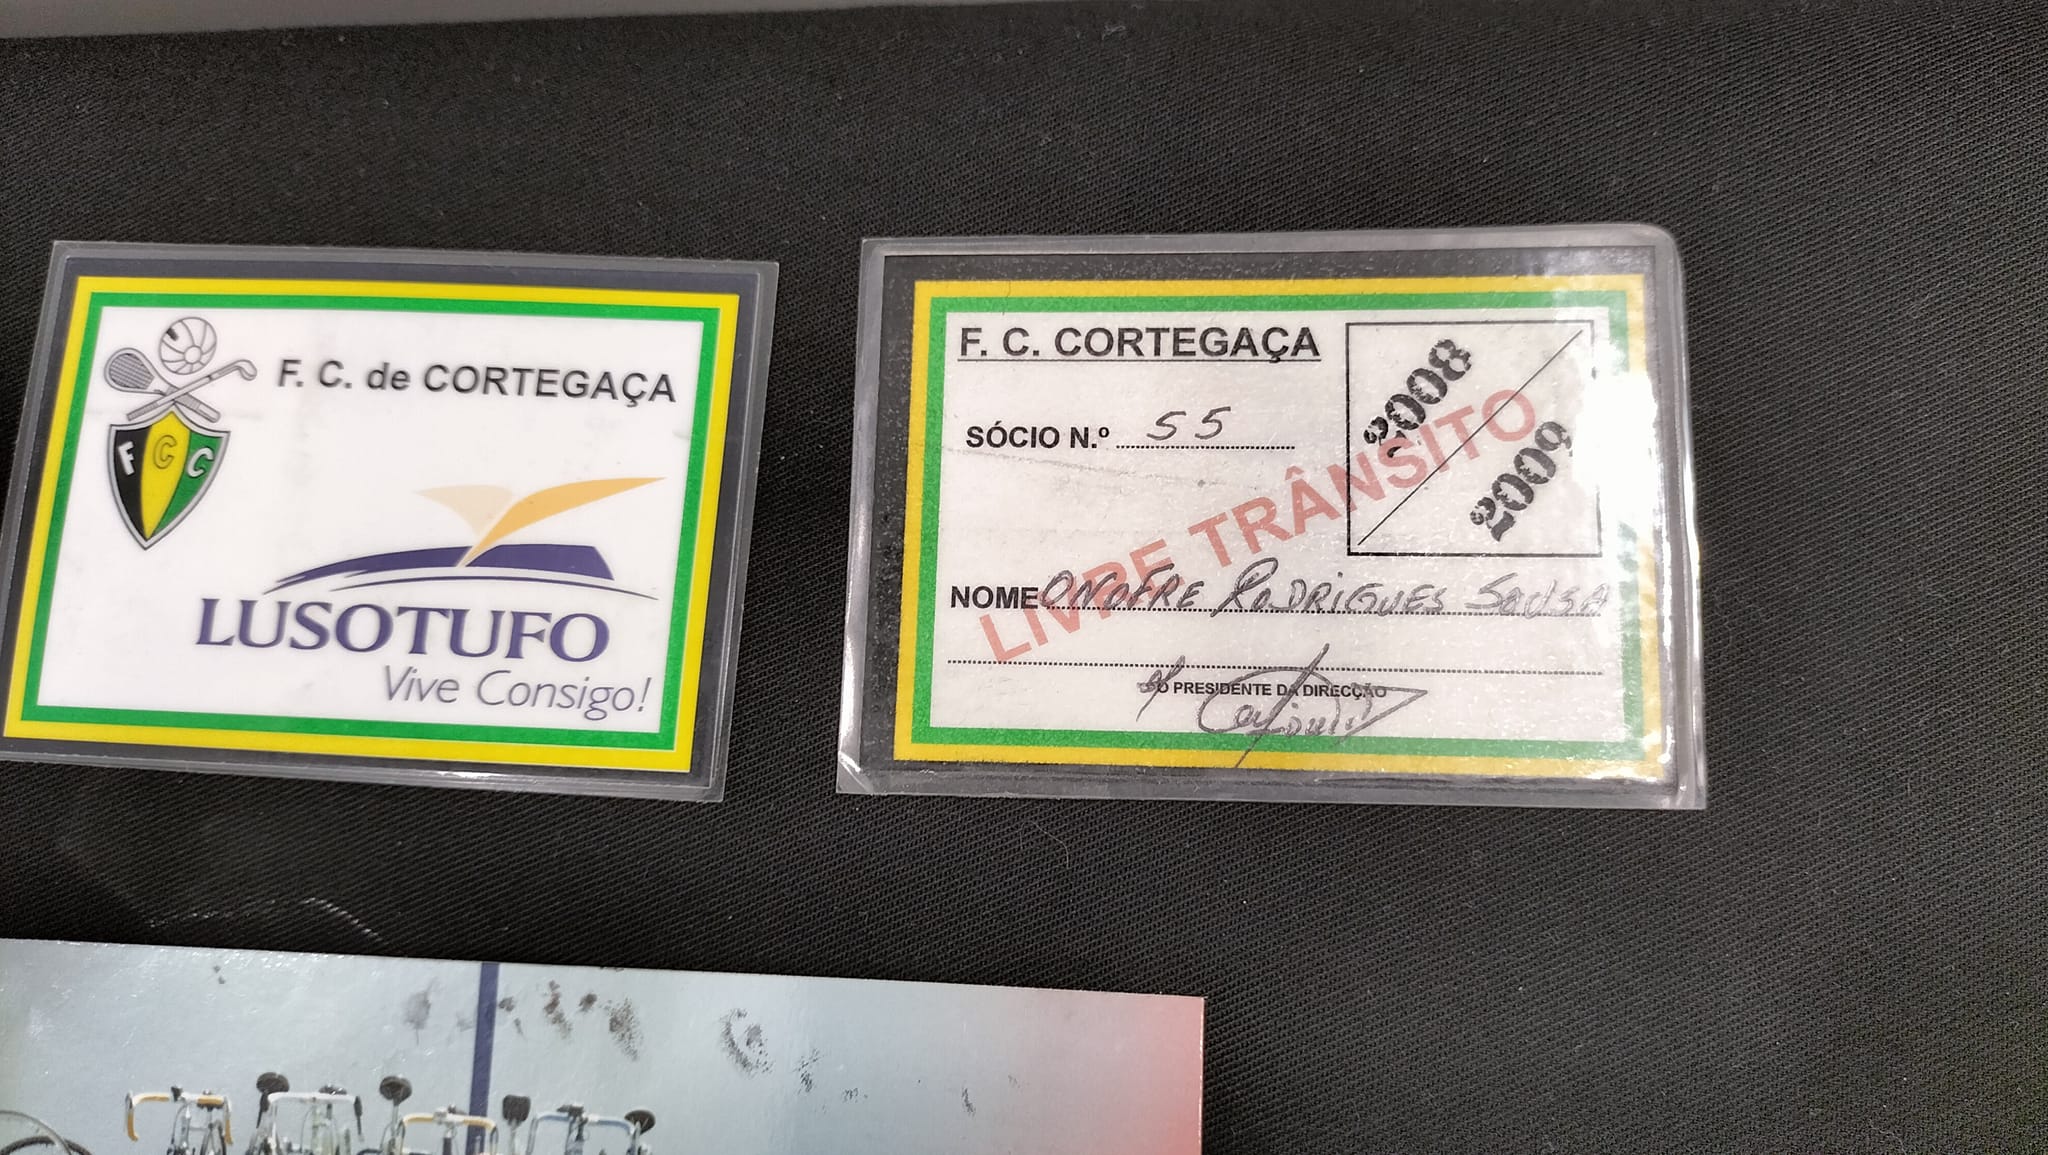 F. C. de CORTEGAÇA
F C C
LUSOTUFO
Vive Consigo!
F. C. CORTEGAÇA
2008
2009
SÓCIO N.º 55
LIVRE TRÂNSITO
NOME ONOFRE RODRIGUES SOUSA
O PRESIDENTE DA DIRECÇÃO